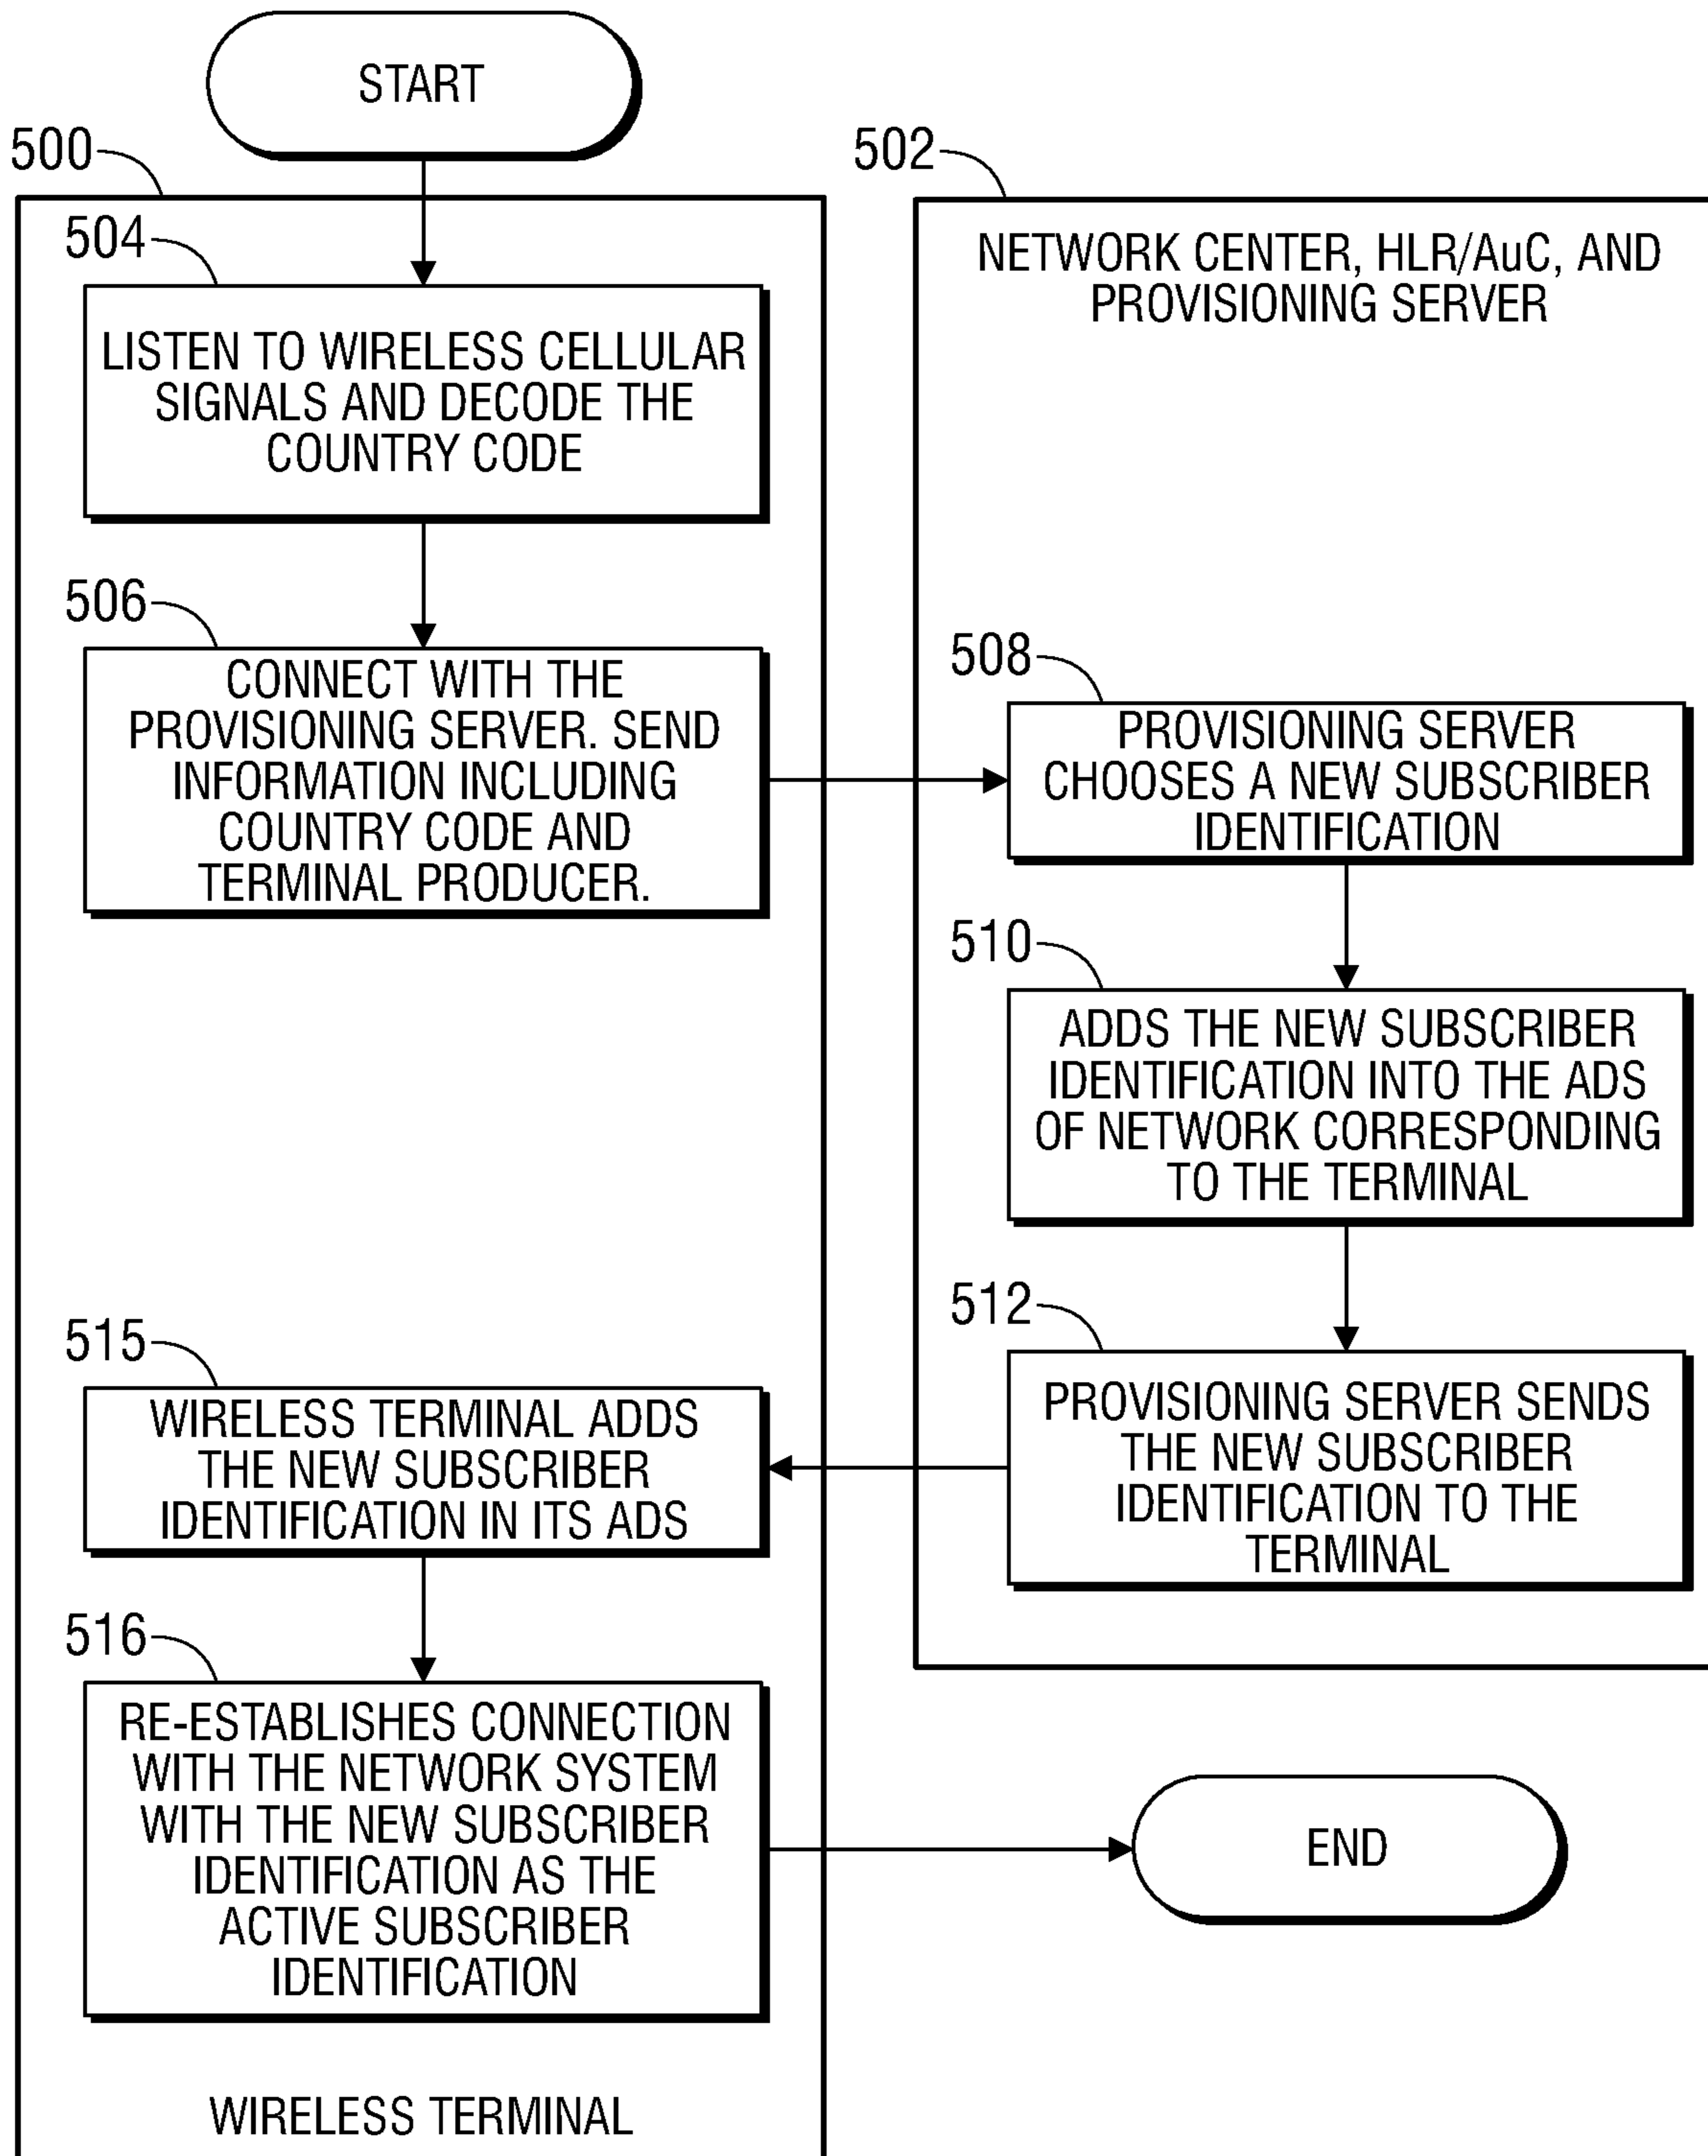 START
500
502
504
NETWORK CENTER, HLR/AuC, AND
PROVISIONING SERVER
LISTEN TO WIRELESS CELLULAR
SIGNALS AND DECODE THE
COUNTRY CODE
506
CONNECT WITH THE
PROVISIONING SERVER. SEND
INFORMATION INCLUDING
COUNTRY CODE AND
TERMINAL PRODUCER.
508
PROVISIONING SERVER
CHOOSES A NEW SUBSCRIBER
IDENTIFICATION
510
ADDS THE NEW SUBSCRIBER
IDENTIFICATION INTO THE ADS
OF NETWORK CORRESPONDING
TO THE TERMINAL
512
PROVISIONING SERVER SENDS
THE NEW SUBSCRIBER
IDENTIFICATION TO THE
TERMINAL
515
WIRELESS TERMINAL ADDS
THE NEW SUBSCRIBER
IDENTIFICATION IN ITS ADS
516
RE-ESTABLISHES CONNECTION
WITH THE NETWORK SYSTEM
WITH THE NEW SUBSCRIBER
IDENTIFICATION AS THE
ACTIVE SUBSCRIBER
IDENTIFICATION
END
WIRELESS TERMINAL